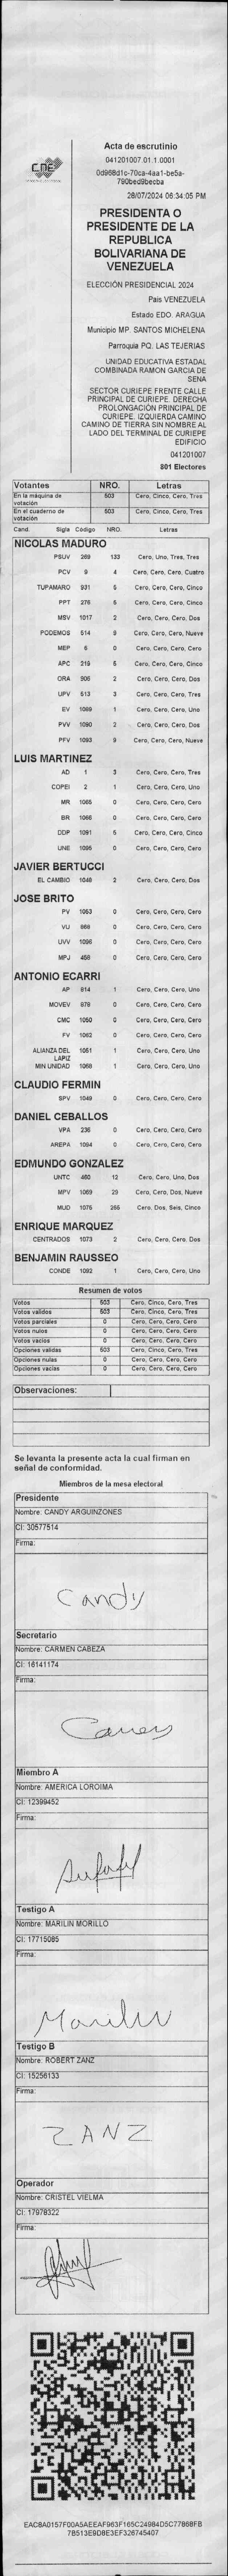 CNE
Acta de escrutinio
041201007.01.1.0001
0d968d1c-70ca-4aa1-be5a-
790bed9becba
28/07/2024 06:34:05 PM
PRESIDENTA O
PRESIDENTE DE LA
REPUBLICA
BOLIVARIANA DE
VENEZUELA
ELECCIÓN PRESIDENCIAL 2024
Pais VENEZUELA
Estado EDO. ARAGUA
Municipio MP. SANTOS MICHELENA
Parroquia PQ. LAS TEJERIAS
UNIDAD EDUCATIVA ESTADAL
COMBINADA RAMON GARCIA DE
SENA
SECTOR CURIEPE FRENTE CALLE
PRINCIPAL DE CURIEPE. DERECHA
PROLONGACIÓN PRINCIPAL DE
CURIEPE. IZQUIERDA CAMINO
CAMINO DE TIERRA SIN NOMBRE AL
LADO DEL TERMINAL DE CURIEPE
EDIFICIO
041201007
801 Electores
Votantes NRO. Letras
En la máquina de votación 503 Cero, Cinco, Cero, Tres
En el cuaderno de votación 503 Cero, Cinco, Cero, Tres
Cand. Sigla Codigo NRO. Letras
NICOLAS MADURO
PSUV 269 133 Cero, Uno, Tres, Tres
PCV 9 4 Cero, Cero, Cero, Cuatro
TUPAMARO 931 5 Cero, Cero, Cero, Cinco
PPT 276 5 Cero, Cero, Cero, Cinco
MSV 1017 2 Cero, Cero, Cero, Dos
PODEMOS 514 9 Cero, Cero, Cero, Nueve
MEP 6 0 Cero, Cero, Cero, Cero
APC 219 5 Cero, Cero, Cero, Cinco
ORA 906 2 Cero, Cero, Cero, Dos
UPV 513 3 Cero, Cero, Cero, Tres
EV 1089 1 Cero, Cero, Cero, Uno
PVV 1090 2 Cero, Cero, Cero, Dos
PFV 1093 9 Cero, Cero, Cero, Nueve
LUIS MARTINEZ
AD 1 3 Cero, Cero, Cero, Tres
COPEI 2 1 Cero, Cero, Cero, Uno
MR 1065 0 Cero, Cero, Cero, Cero
BR 1066 0 Cero, Cero, Cero, Cero
DDP 1091 5 Cero, Cero, Cero, Cinco
UNE 1095 0 Cero, Cero, Cero, Cero
JAVIER BERTUCCI
EL CAMBIO 1048 2 Cero, Cero, Cero, Dos
JOSE BRITO
PV 1053 0 Cero, Cero, Cero, Cero
VU 868 0 Cero, Cero, Cero, Cero
UVV 1096 0 Cero, Cero, Cero, Cero
MPJ 468 0 Cero, Cero, Cero, Cero
ANTONIO ECARRI
AP 814 1 Cero, Cero, Cero, Uno
MOVEV 978 0 Cero, Cero, Cero, Cero
CMC 1050 0 Cero, Cero, Cero, Cero
FV 1062 0 Cero, Cero, Cero, Cero
ALIANZA DEL LAPIZ 1051 1 Cero, Cero, Cero, Uno
MIN UNIDAD 1068 1 Cero, Cero, Cero, Uno
CLAUDIO FERMIN
SPV 1049 0 Cero, Cero, Cero, Cero
DANIEL CEBALLOS
VPA 236 0 Cero, Cero, Cero, Cero
AREPA 1094 0 Cero, Cero, Cero, Cero
EDMUNDO GONZALEZ
UNTC 460 12 Cero, Cero, Uno, Dos
MPV 1069 29 Cero, Cero, Dos, Nueve
MUD 1075 265 Cero, Dos, Seis, Cinco
ENRIQUE MARQUEZ
CENTRADOS 1073 2 Cero, Cero, Cero, Dos
BENJAMIN RAUSSEO
CONDE 1092 1 Cero, Cero, Cero, Uno
Resumen de votos
Votos 503 Cero, Cinco, Cero, Tres
Votos validos 503 Cero, Cinco, Cero, Tres
Votos parciales 0 Cero, Cero, Cero, Cero
Votos nulos 0 Cero, Cero, Cero, Cero
Votos vacios 0 Cero, Cero, Cero, Cero
Opciones validas 503 Cero, Cinco, Cero, Tres
Opciones nulas 0 Cero, Cero, Cero, Cero
Opciones vacias 0 Cero, Cero, Cero, Cero
Observaciones:
Se levanta la presente acta la cual firman en
señal de conformidad.
Miembros de la mesa electoral
Presidente
Nombre: CANDY ARGUINZONES
CI: 30577514
Firma:
Candy
Secretario
Nombre: CARMEN CABEZA
CI: 16141174
Firma:
Miembro A
Nombre: AMERICA LOROIMA
CI: 12399452
Firma:
Testigo A
Nombre: MARILIN MORILLO
CI: 17715085
Firma:
Marilin
Testigo B
Nombre: ROBERT ZANZ
CI: 15256133
Firma:
ZANZ
Operador
Nombre: CRISTEL VIELMA
CI: 17978322
Firma:
EAC8A0157F00A5AEEAF963F165C24984D5C77868FB
7B513E9D8E3EF326745407